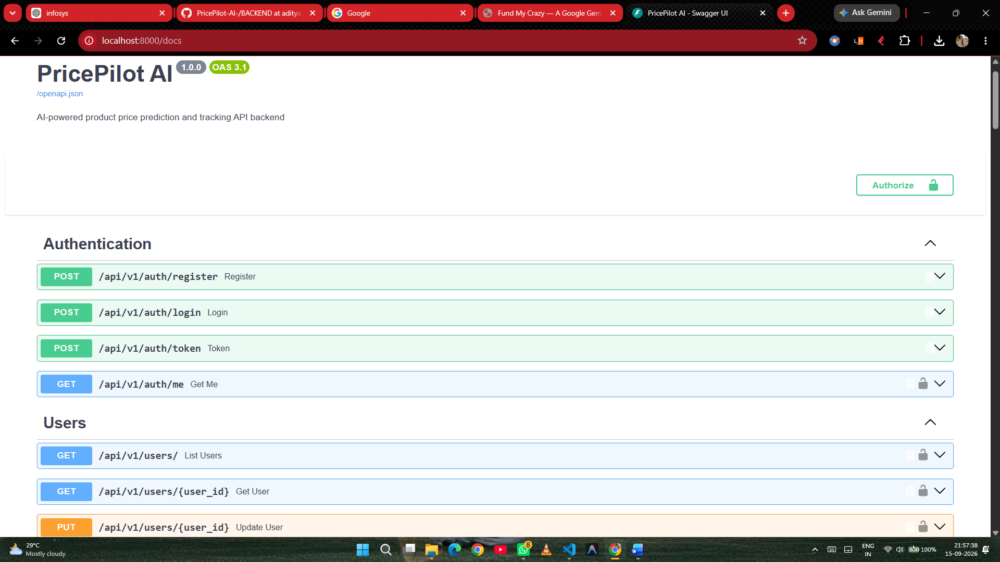 infosys
PricePilot-AI-/BACKEND at aditya
Google
Fund My Crazy — A Google Gem
PricePilot AI - Swagger UI
Ask Gemini
localhost:8000/docs
PricePilot AI 1.0.0 OAS 3.1
/openapi.json
AI-powered product price prediction and tracking API backend
Authorize
Authentication
POST /api/v1/auth/register Register
POST /api/v1/auth/login Login
POST /api/v1/auth/token Token
GET /api/v1/auth/me Get Me
Users
GET /api/v1/users/ List Users
GET /api/v1/users/{user_id} Get User
PUT /api/v1/users/{user_id} Update User
29°C
Mostly cloudy
8
ENG
IN
100%
21:57:38
15-09-2026